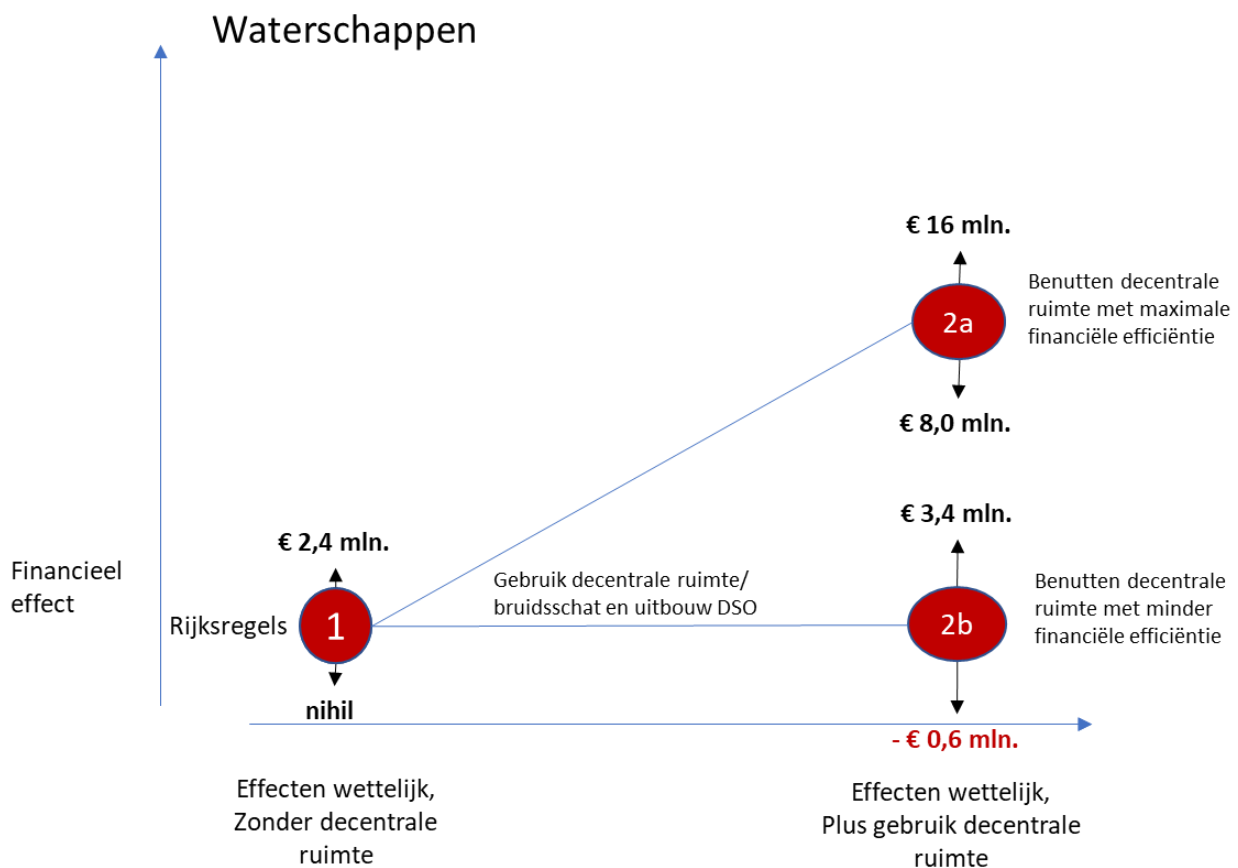 Waterschappen
€ 16 mln.
2a
Benutten decentrale
ruimte met maximale
financiële efficiëntie
€ 8,0 mln.
€ 3,4 mln.
€ 2,4 mln.
Financieel
effect
Rijksregels
1
Gebruik decentrale ruimte/
bruidsschat en uitbouw DSO
2b
Benutten decentrale
ruimte met minder
financiële efficiëntie
nihil
- € 0,6 mln.
Effecten wettelijk,
Zonder decentrale
ruimte
Effecten wettelijk,
Plus gebruik decentrale
ruimte